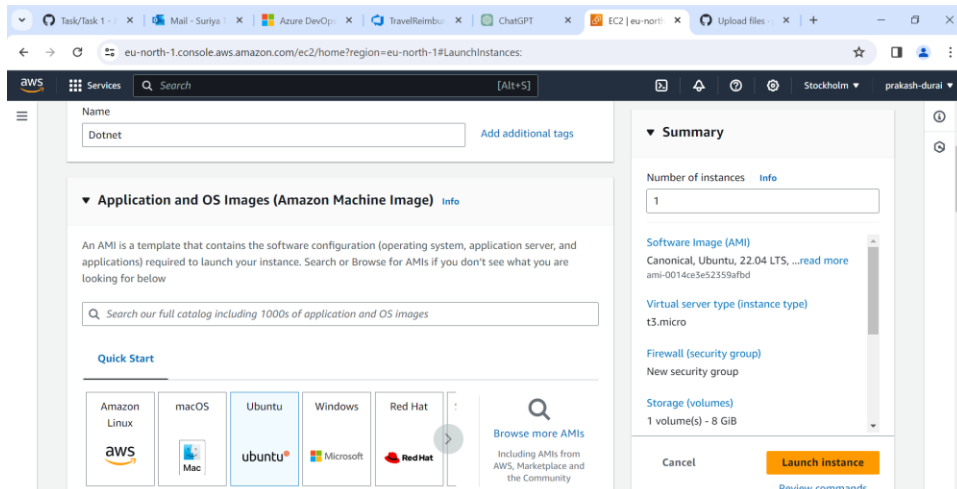 Task/Task 1 - 
Mail - Suriya T
Azure DevOps
TravelReimbur
ChatGPT
EC2 | eu-north
Upload files ·
eu-north-1.console.aws.amazon.com/ec2/home?region=eu-north-1#LaunchInstances:
aws
Services
Search
[Alt+S]
Stockholm
prakash-durai
Name
Dotnet
Add additional tags
Application and OS Images (Amazon Machine Image) Info
An AMI is a template that contains the software configuration (operating system, application server, and
applications) required to launch your instance. Search or Browse for AMIs if you don't see what you are
looking for below
Search our full catalog including 1000s of application and OS images
Quick Start
Amazon
Linux
aws
macOS
Mac
Ubuntu
ubuntu
Windows
Microsoft
Red Hat
Red Hat
Browse more AMIs
Including AMIs from
AWS, Marketplace and
the Community
Summary
Number of instances Info
1
Software Image (AMI)
Canonical, Ubuntu, 22.04 LTS, ...read more
ami-0014ce3e52359afbd
Virtual server type (instance type)
t3.micro
Firewall (security group)
New security group
Storage (volumes)
1 volume(s) - 8 GiB
Cancel
Launch instance
Review commands